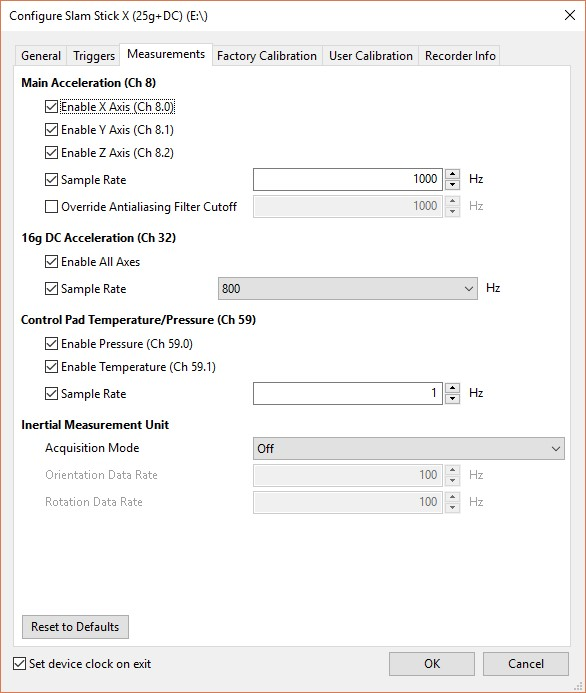 Configure Slam Stick X (25g+DC) (E:\)
General Triggers Measurements Factory Calibration User Calibration Recorder Info
Main Acceleration (Ch 8)
Enable X Axis (Ch 8.0)
Enable Y Axis (Ch 8.1)
Enable Z Axis (Ch 8.2)
Sample Rate 1000 Hz
Override Antialiasing Filter Cutoff 1000 Hz
16g DC Acceleration (Ch 32)
Enable All Axes
Sample Rate 800 Hz
Control Pad Temperature/Pressure (Ch 59)
Enable Pressure (Ch 59.0)
Enable Temperature (Ch 59.1)
Sample Rate 1 Hz
Inertial Measurement Unit
Acquisition Mode Off
Orientation Data Rate 100 Hz
Rotation Data Rate 100 Hz
Reset to Defaults
Set device clock on exit OK Cancel